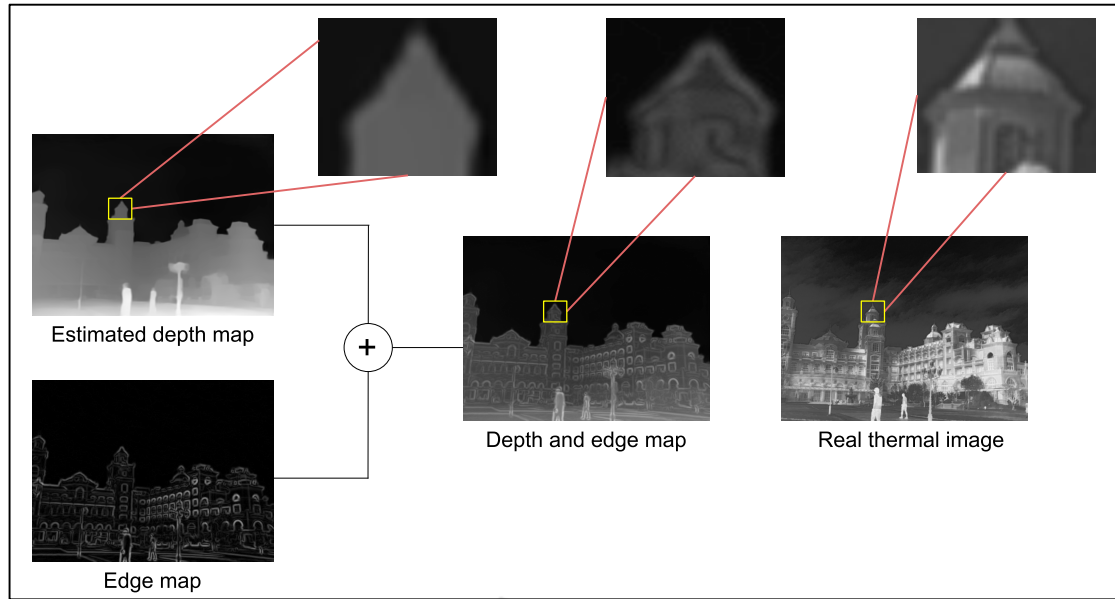 Estimated depth map
+
Depth and edge map
Real thermal image
Edge map